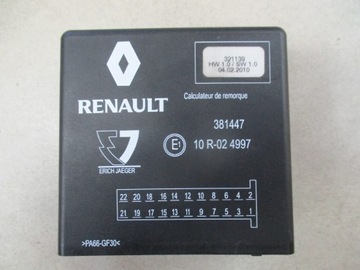 321139
HW 1.0 / SW 1.0
04.02.2010
RENAULT
Calculateur de remorque
381447
E1 10 R-02 4997
ERICH JAEGER
22 20 18 16 14 12 10 8 6 4 2
21 19 17 15 13 11 9 7 5 3 1
>PA66-GF30<